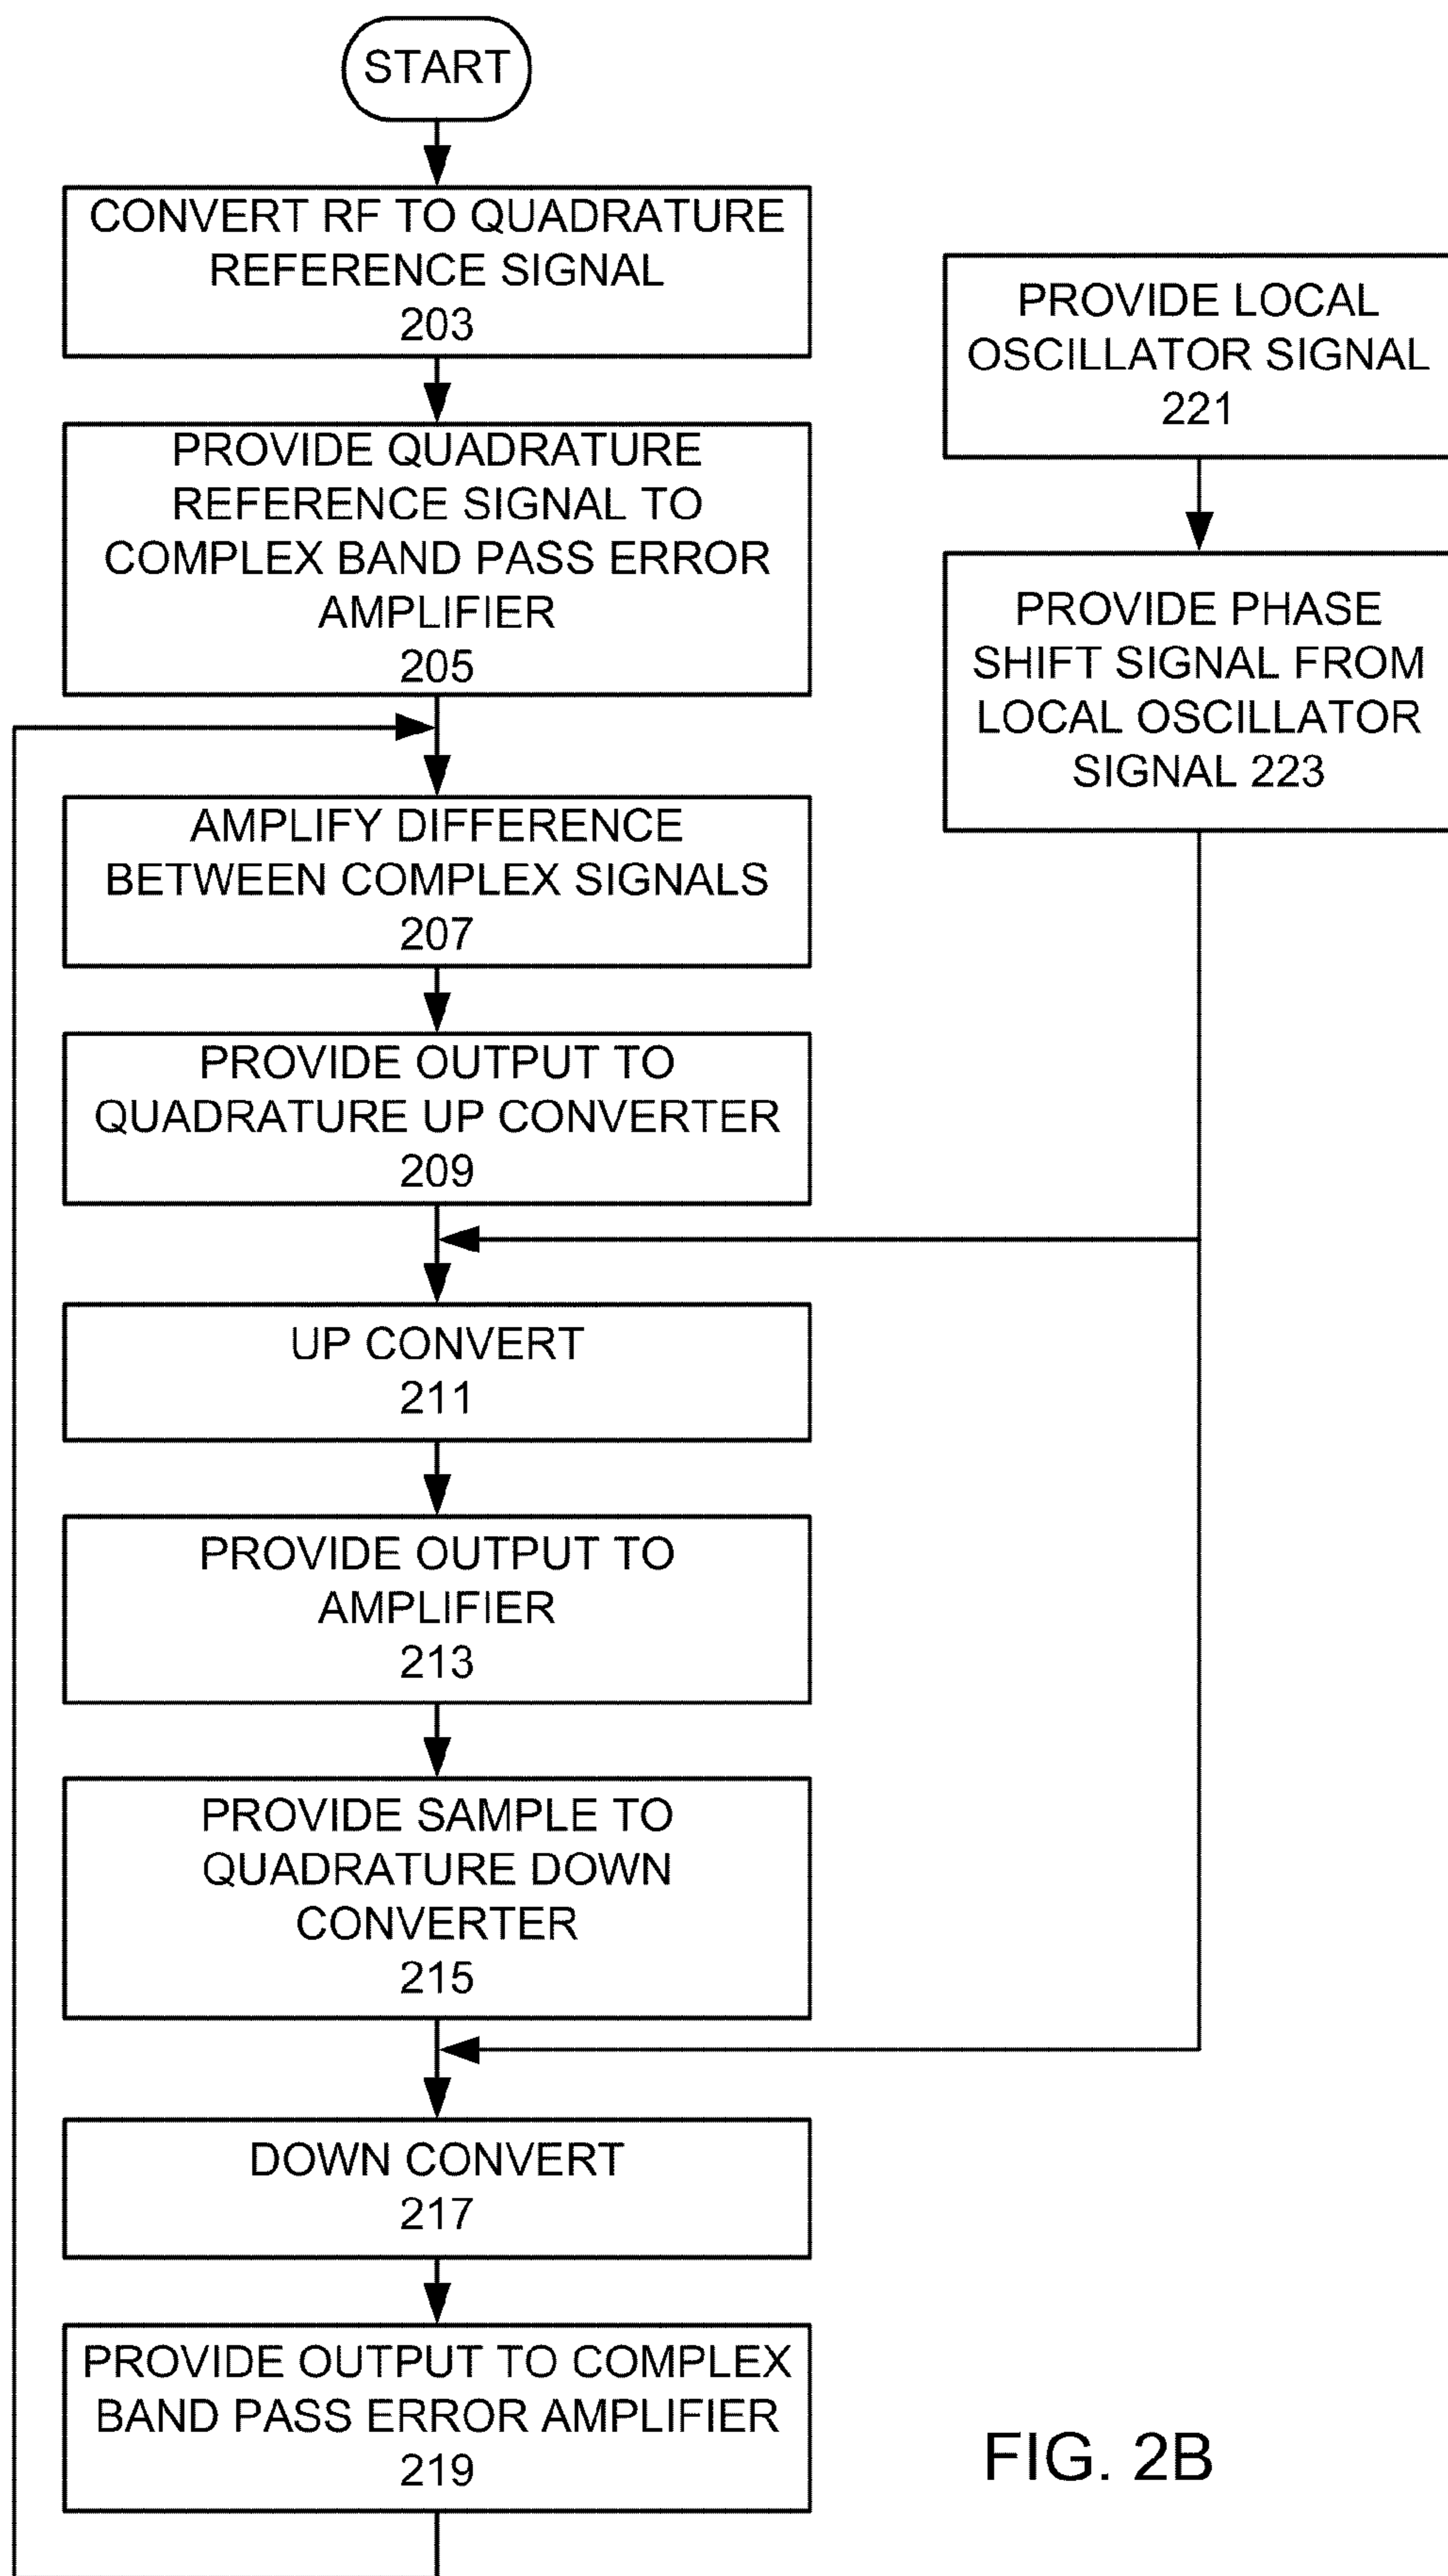 START
CONVERT RF TO QUADRATURE
REFERENCE SIGNAL
203
PROVIDE QUADRATURE
REFERENCE SIGNAL TO
COMPLEX BAND PASS ERROR
AMPLIFIER
205
AMPLIFY DIFFERENCE
BETWEEN COMPLEX SIGNALS
207
PROVIDE OUTPUT TO
QUADRATURE UP CONVERTER
209
UP CONVERT
211
PROVIDE OUTPUT TO
AMPLIFIER
213
PROVIDE SAMPLE TO
QUADRATURE DOWN
CONVERTER
215
DOWN CONVERT
217
PROVIDE OUTPUT TO COMPLEX
BAND PASS ERROR AMPLIFIER
219
PROVIDE LOCAL
OSCILLATOR SIGNAL
221
PROVIDE PHASE
SHIFT SIGNAL FROM
LOCAL OSCILLATOR
SIGNAL 223
FIG. 2B